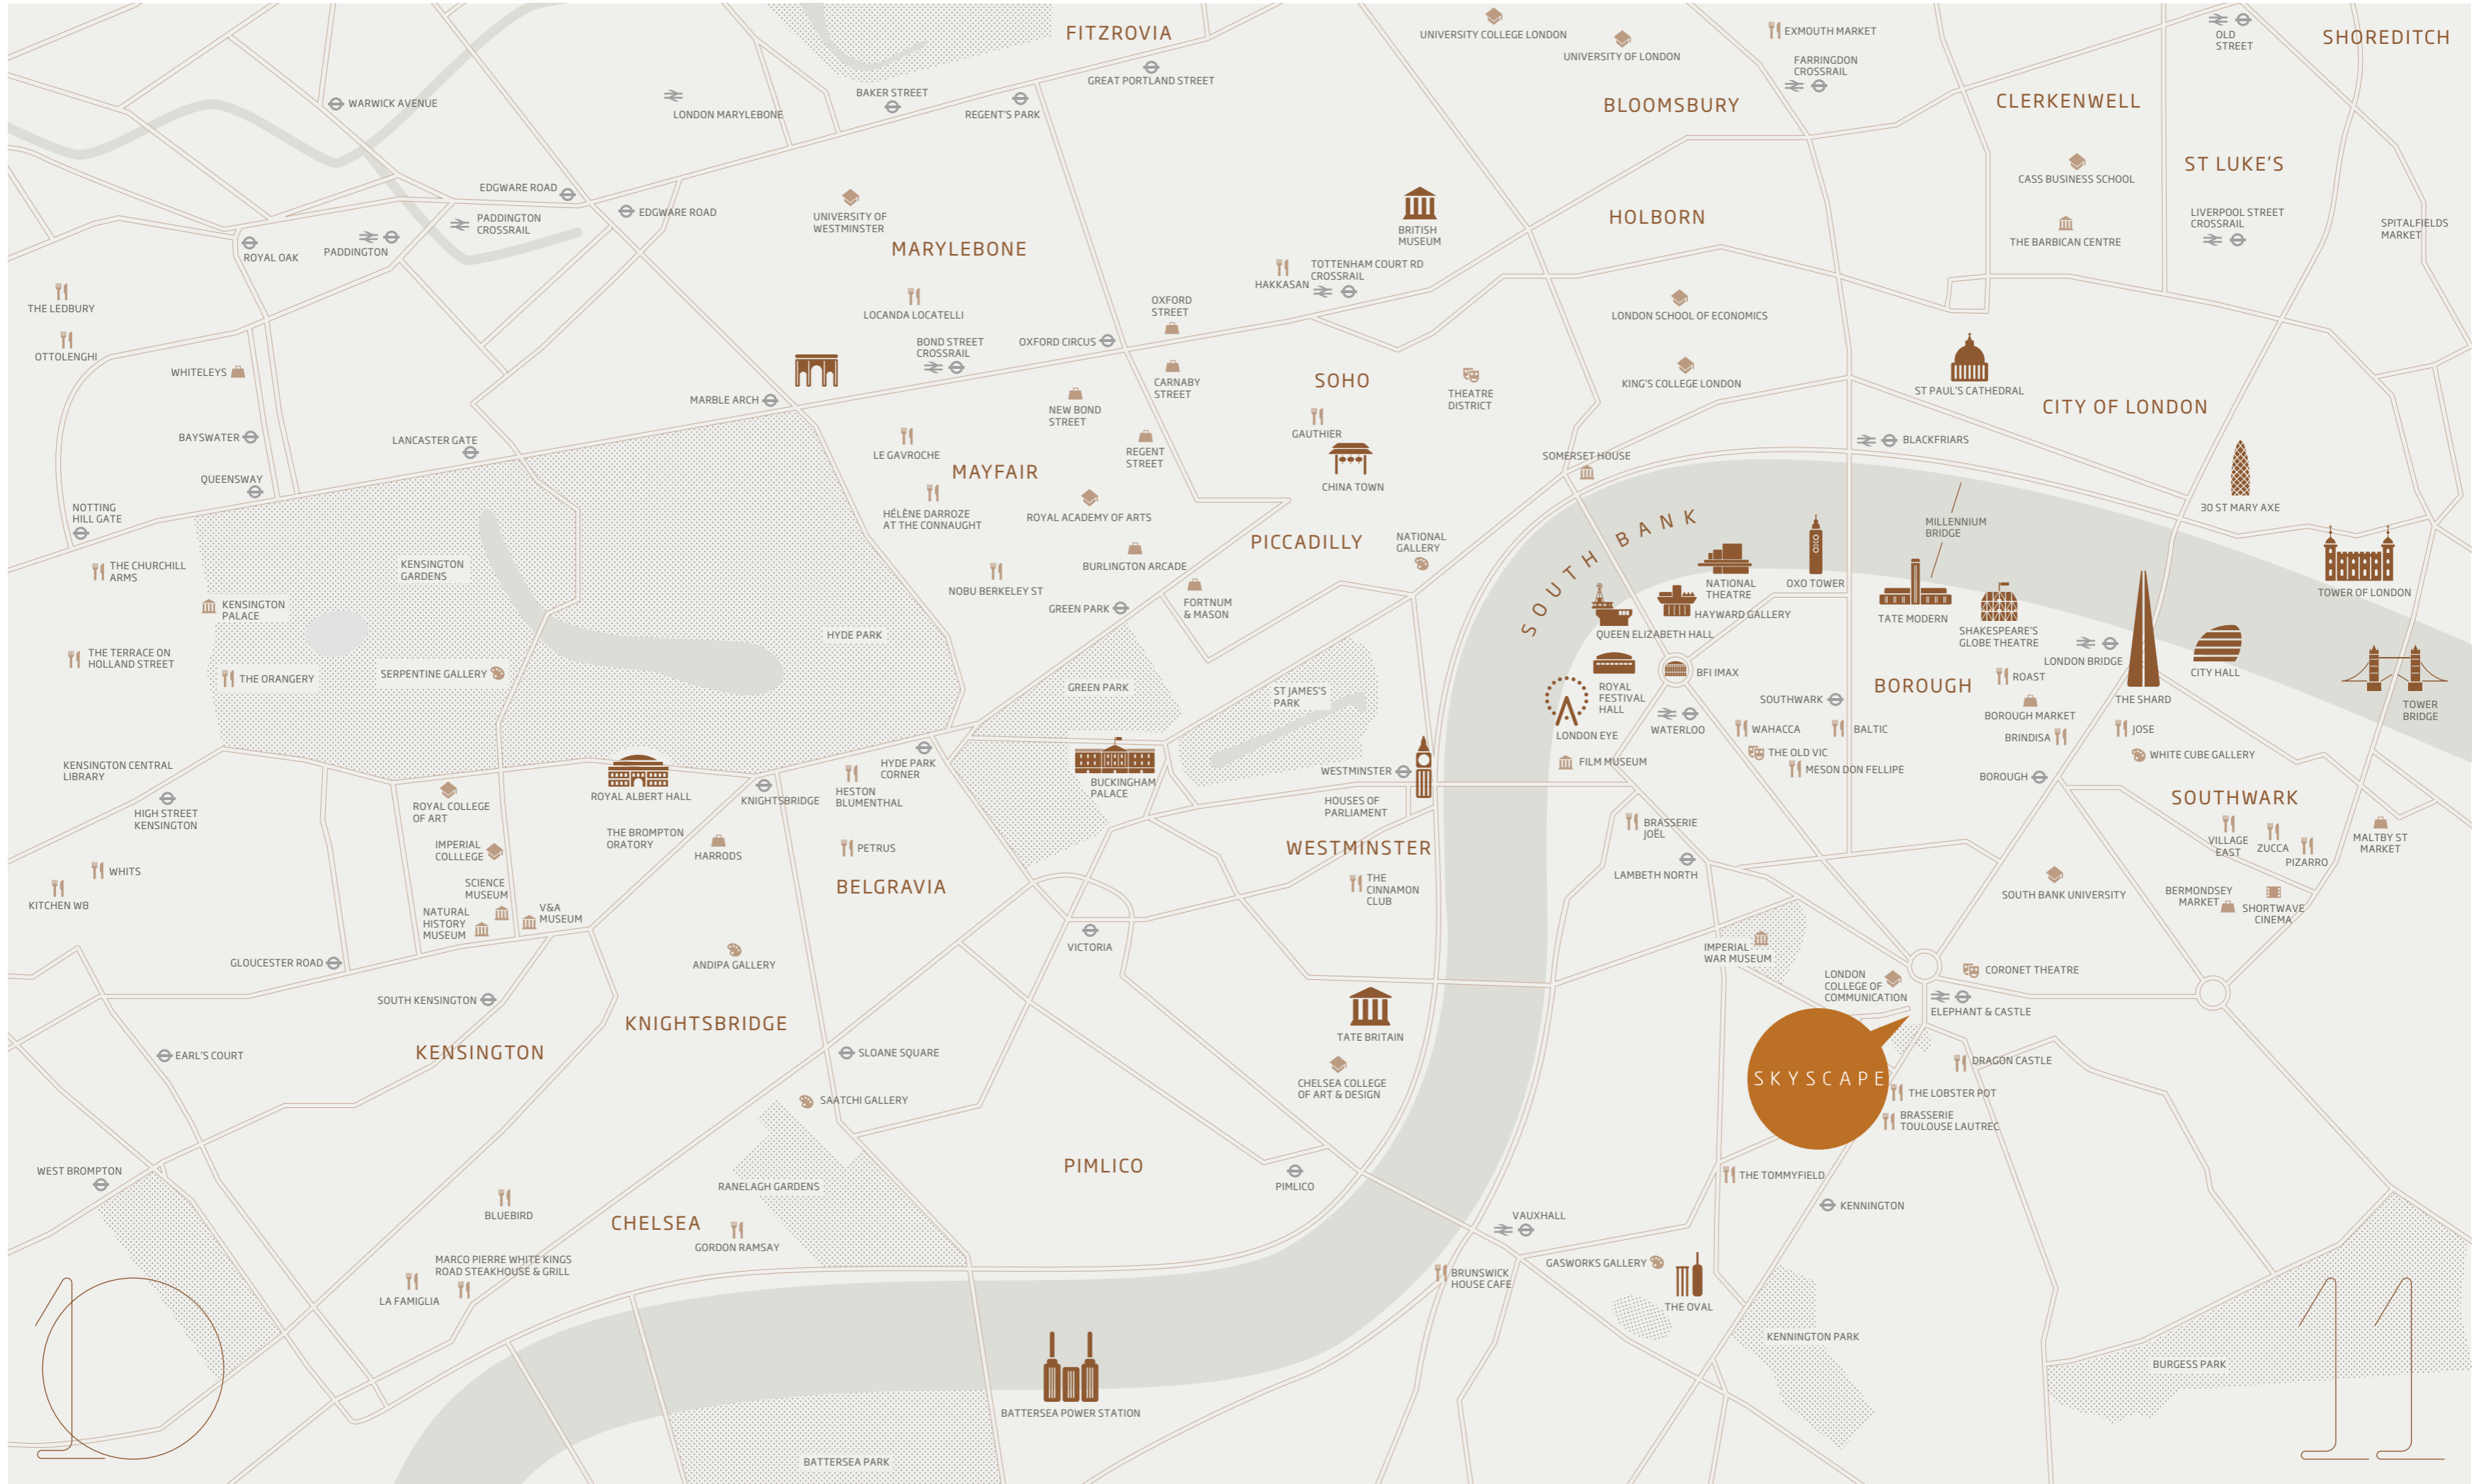 FITZROVIA
UNIVERSITY COLLEGE LONDON
UNIVERSITY OF LONDON
EXMOUTH MARKET
OLD
STREET
SHOREDITCH
GREAT PORTLAND STREET
FARRINGDON
CROSSRAIL
WARWICK AVENUE
LONDON MARYLEBONE
BAKER STREET
REGENT'S PARK
BLOOMSBURY
CLERKENWELL
ST LUKE'S
CASS BUSINESS SCHOOL
EDGWARE ROAD
EDGWARE ROAD
PADDINGTON
CROSSRAIL
PADDINGTON
ROYAL OAK
UNIVERSITY OF
WESTMINSTER
MARYLEBONE
BRITISH
MUSEUM
HOLBORN
THE BARBICAN CENTRE
LIVERPOOL STREET
CROSSRAIL
SPITALFIELDS
MARKET
HAKKASAN
TOTTENHAM COURT RD
CROSSRAIL
THE LEDBURY
OTTOLENGHI
WHITELEYS
LOCANDA LOCATELLI
OXFORD
STREET
LONDON SCHOOL OF ECONOMICS
BOND STREET
CROSSRAIL
OXFORD CIRCUS
CARNABY
STREET
SOHO
THEATRE
DISTRICT
KING'S COLLEGE LONDON
ST PAUL'S CATHEDRAL
CITY OF LONDON
MARBLE ARCH
NEW BOND
STREET
GAUTHIER
BAYSWATER
LANCASTER GATE
LE GAVROCHE
MAYFAIR
REGENT
STREET
CHINA TOWN
SOMERSET HOUSE
BLACKFRIARS
QUEENSWAY
NOTTING
HILL GATE
HÉLÈNE DARROZE
AT THE CONNAUGHT
ROYAL ACADEMY OF ARTS
30 ST MARY AXE
SOUTH BANK
MILLENNIUM
BRIDGE
PICCADILLY
NATIONAL
GALLERY
THE CHURCHILL
ARMS
KENSINGTON
GARDENS
BURLINGTON ARCADE
NOBU BERKELEY ST
NATIONAL
THEATRE
OXO
OXO TOWER
TOWER OF LONDON
KENSINGTON
PALACE
GREEN PARK
FORTNUM
& MASON
HAYWARD GALLERY
QUEEN ELIZABETH HALL
TATE MODERN
SHAKESPEARE'S
GLOBE THEATRE
HYDE PARK
THE TERRACE ON
HOLLAND STREET
THE ORANGERY
SERPENTINE GALLERY
GREEN PARK
ST JAMES'S
PARK
ROYAL
FESTIVAL
HALL
BFI IMAX
LONDON BRIDGE
ROAST
CITY HALL
SOUTHWARK
BOROUGH
THE SHARD
TOWER
BRIDGE
LONDON EYE
WATERLOO
WAHACCA
BALTIC
BOROUGH MARKET
BRINDISA
JOSE
WHITE CUBE GALLERY
THE OLD VIC
MESON DON FELLIPE
FILM MUSEUM
BOROUGH
KENSINGTON CENTRAL
LIBRARY
HIGH STREET
KENSINGTON
ROYAL COLLEGE
OF ART
ROYAL ALBERT HALL
KNIGHTSBRIDGE
HYDE PARK
CORNER
HESTON
BLUMENTHAL
BUCKINGHAM
PALACE
WESTMINSTER
HOUSES OF
PARLIAMENT
SOUTHWARK
IMPERIAL
COLLLEGE
THE BROMPTON
ORATORY
HARRODS
PETRUS
WESTMINSTER
BRASSERIE
JOËL
VILLAGE
EAST
ZUCCA
PIZARRO
MALTBY ST
MARKET
WHITS
KITCHEN W8
SCIENCE
MUSEUM
BELGRAVIA
THE
CINNAMON
CLUB
LAMBETH NORTH
SOUTH BANK UNIVERSITY
BERMONDSEY
MARKET
SHORTWAVE
CINEMA
NATURAL
HISTORY
MUSEUM
V&A
MUSEUM
VICTORIA
IMPERIAL
WAR MUSEUM
GLOUCESTER ROAD
ANDIPA GALLERY
LONDON
COLLEGE OF
COMMUNICATION
CORONET THEATRE
ELEPHANT & CASTLE
SOUTH KENSINGTON
KNIGHTSBRIDGE
TATE BRITAIN
KENSINGTON
EARL'S COURT
SLOANE SQUARE
CHELSEA COLLEGE
OF ART & DESIGN
SKYSCAPE
DRAGON CASTLE
THE LOBSTER POT
BRASSERIE
TOULOUSE LAUTREC
SAATCHI GALLERY
WEST BROMPTON
RANELAGH GARDENS
PIMLICO
PIMLICO
THE TOMMYFIELD
KENNINGTON
BLUEBIRD
CHELSEA
GORDON RAMSAY
VAUXHALL
MARCO PIERRE WHITE KINGS
ROAD STEAKHOUSE & GRILL
LA FAMIGLIA
BRUNSWICK
HOUSE CAFE
GASWORKS GALLERY
THE OVAL
KENNINGTON PARK
BURGESS PARK
BATTERSEA POWER STATION
BATTERSEA PARK
10
11